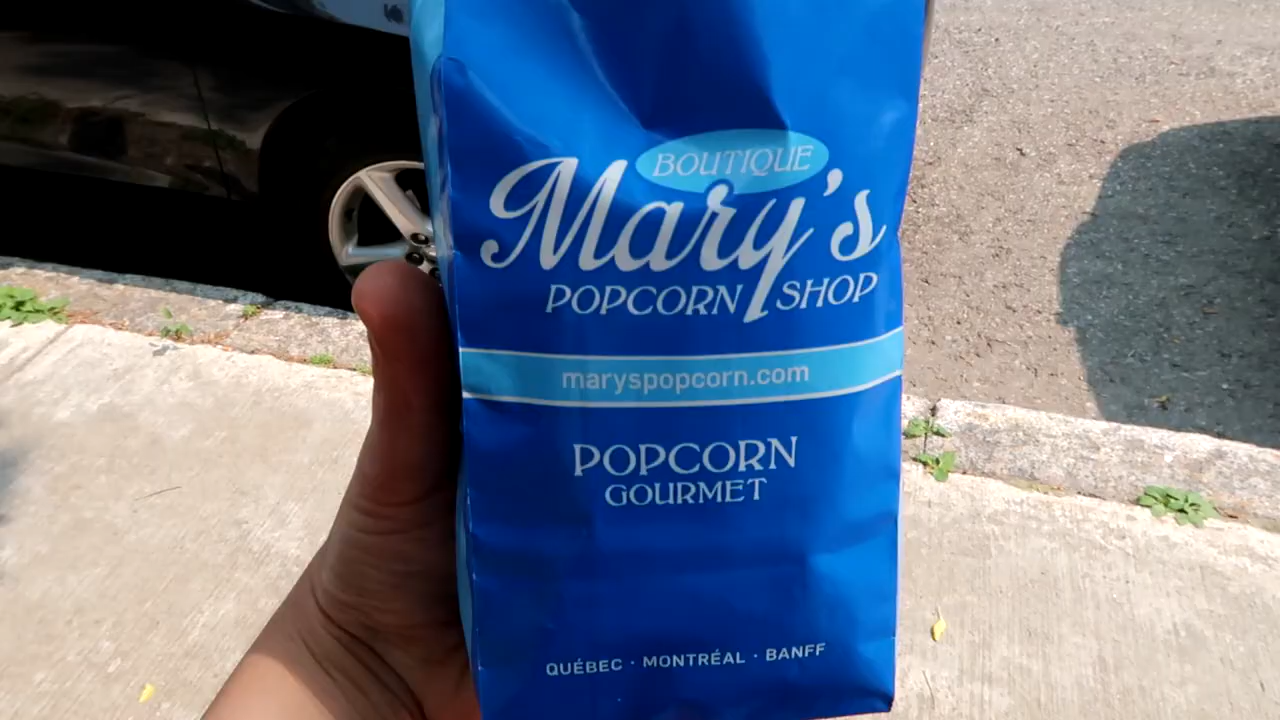 BOUTIQUE
Mary's
POPCORN SHOP
maryspopcorn.com
POPCORN
GOURMET
QUÉBEC · MONTRÉAL · BANFF